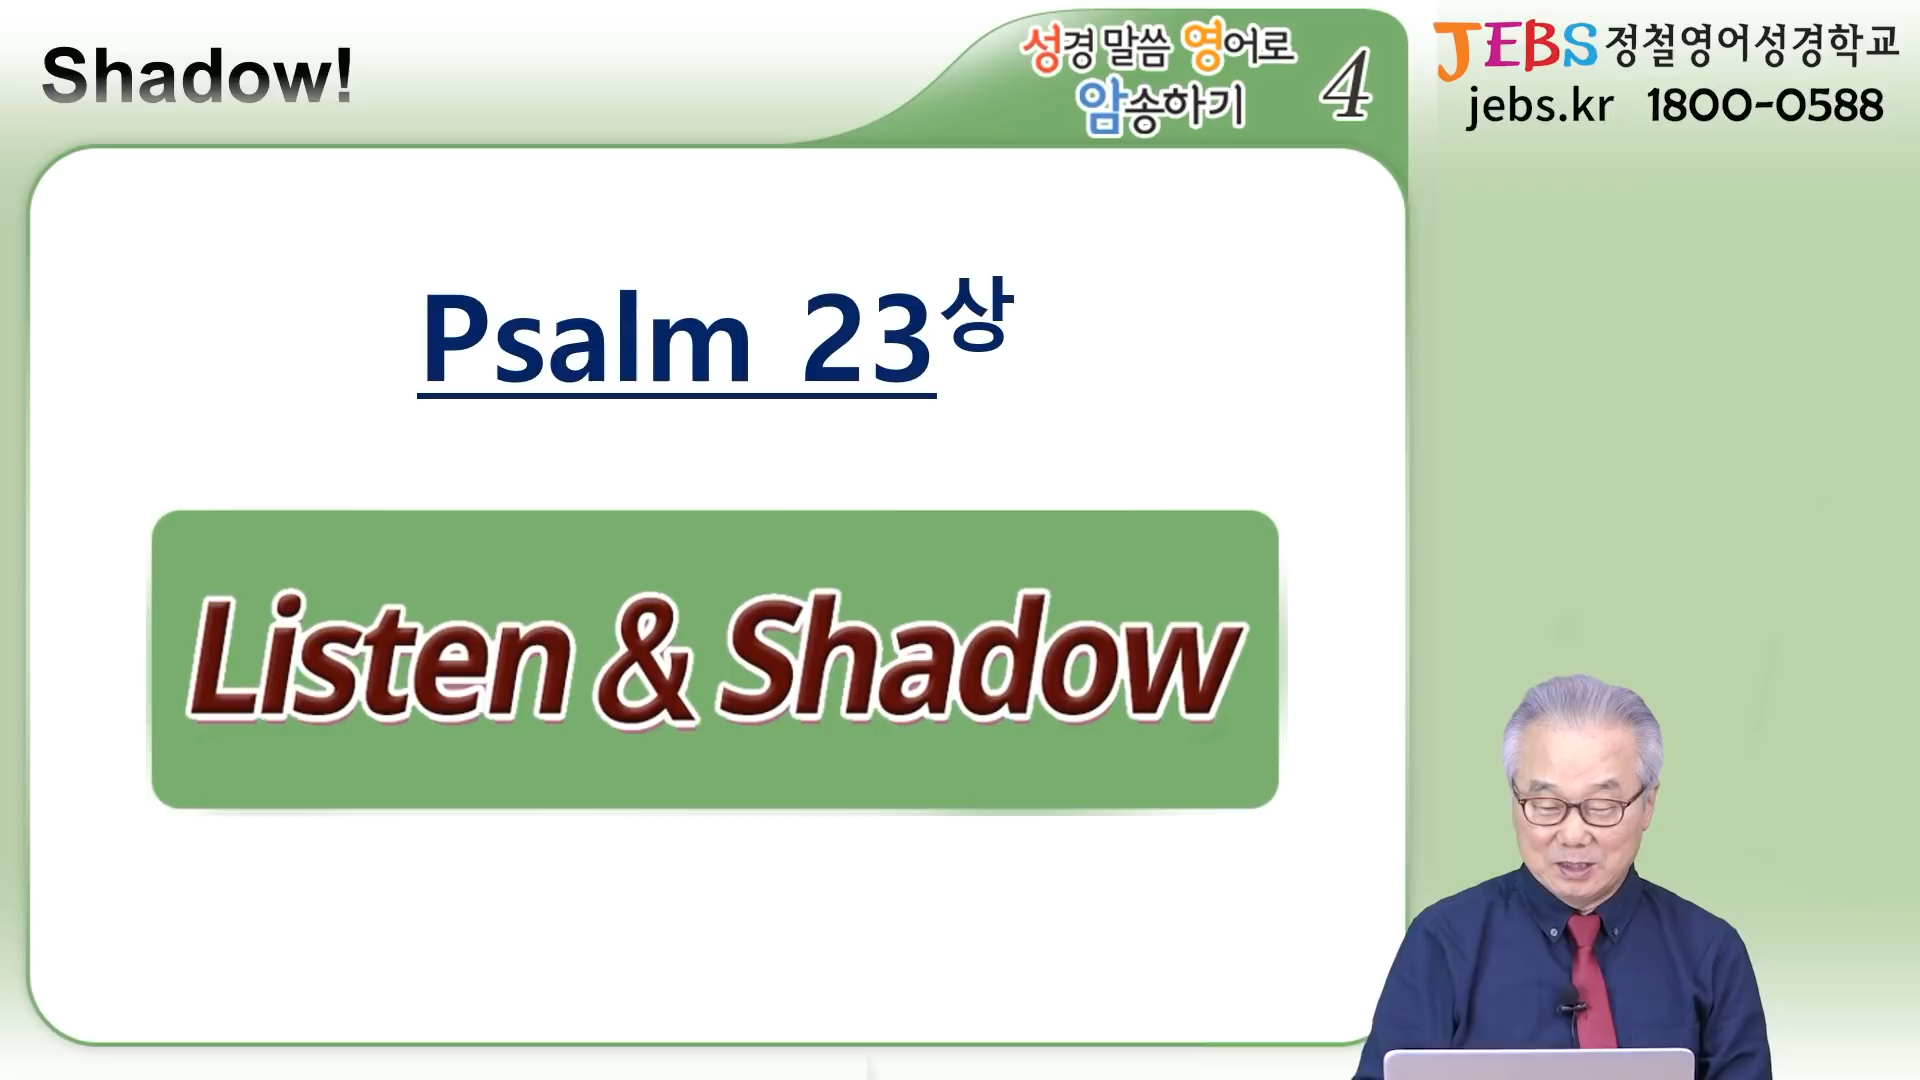 Shadow!
성경 말씀 영어로
암송하기 4
JEBS 정철영어성경학교
jebs.kr 1800-0588
Psalm 23상
Listen & Shadow